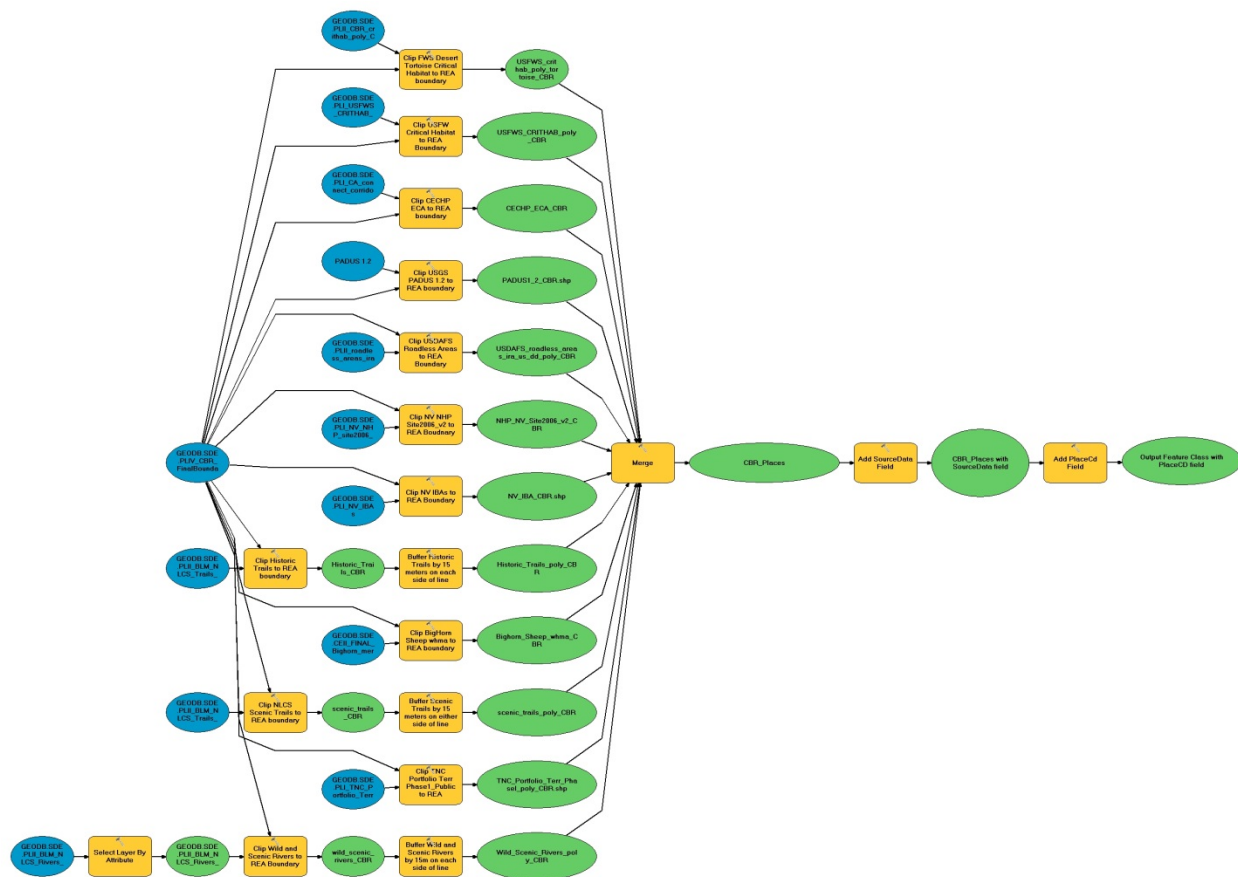 GEODB.SDE
.PLII_CBR_cr
ithab_poly_C
Clip FWS Desert
Tortoise Critical
Habitat to REA
boundary
USFWS_crit
hab_poly_tor
toise_CBR
GEODB.SDE
.PLI_USFWS
_CRITHAB_
Clip USFW
Critical Habitat
to REA
Boundary
USFWS_CRITHAB_poly
_CBR
GEODB.SDE
.PLI_CA_con
nect_corrido
Clip CECHP
ECA to REA
boundary
CECHP_ECA_CBR
PADUS 1.2
Clip USGS
PADUS 1.2 to
REA boundary
PADUS1_2_CBR.shp
GEODB.SDE
.PLII_roadle
ss_areas_ira
Clip USDAFS
Roadless Areas
to REA
Boundary
USDAFS_roadless_area
s_ira_us_dd_poly_CBR
GEODB.SDE
.PLI_NV_NH
P_site2006_
Clip NV NHP
Site2006_v2 to
REA Boudnary
NHP_NV_Site2006_v2_C
BR
GEODB.SDE
.PLIV_CBR_
FinalBounda
Merge
CBR_Places
Add SourceData
Field
CBR_Places with
SourceData field
Add PlaceCd
Field
Output Feature Class with
PlaceCD field
GEODB.SDE
.PLI_NV_IBA
s
Clip NV IBAs to
REA Boundary
NV_IBA_CBR.shp
GEODB.SDE
.PLII_BLM_N
LCS_Trails_
Clip Historic
Trails to REA
boundary
Historic_Trai
ls_CBR
Buffer Historic
Trails by 15
meters on each
side of line
Historic_Trails_poly_CB
R
GEODB.SDE
.CEII_FINAL_
Bighorn_mer
Clip BigHorn
Sheep whma to
REA boundary
Bighorn_Sheep_whma_C
BR
GEODB.SDE
.PLII_BLM_N
LCS_Trails_
Clip NLCS
Scenic Trails to
REA boundary
scenic_trails
_CBR
Buffer Scenic
Trails by 15
meters on either
side of line
scenic_trails_poly_CBR
GEODB.SDE
.PLI_TNC_P
ortfolio_Terr
Clip TNC
Portfolio Terr
Phase1_Public
to REA
TNC_Portfolio_Terr_Pha
se1_poly_CBR.shp
GEODB.SDE
.PLII_BLM_N
LCS_Rivers_
Select Layer By
Attribute
GEODB.SDE
.PLII_BLM_N
LCS_Rivers_
Clip Wild and
Scenic Rivers to
REA Boundary
wild_scenic_
rivers_CBR
Buffer Wild and
Scenic Rivers
by 15m on each
side of line
Wild_Scenic_Rivers_pol
y_CBR